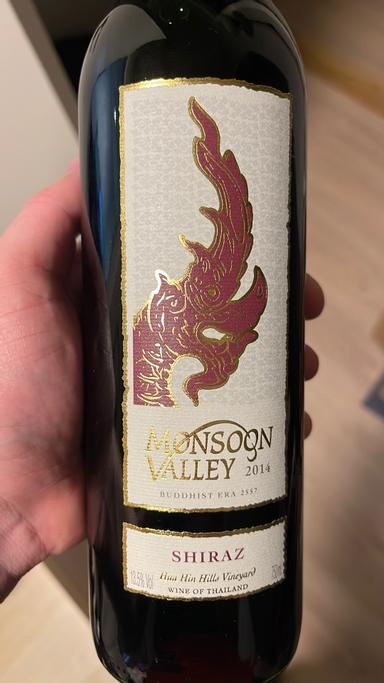 MONSOON
VALLEY 2014
BUDDHIST ERA 2557
SHIRAZ
13.5% Vol Hua Hin Hills Vineyard 750ml
WINE OF THAILAND